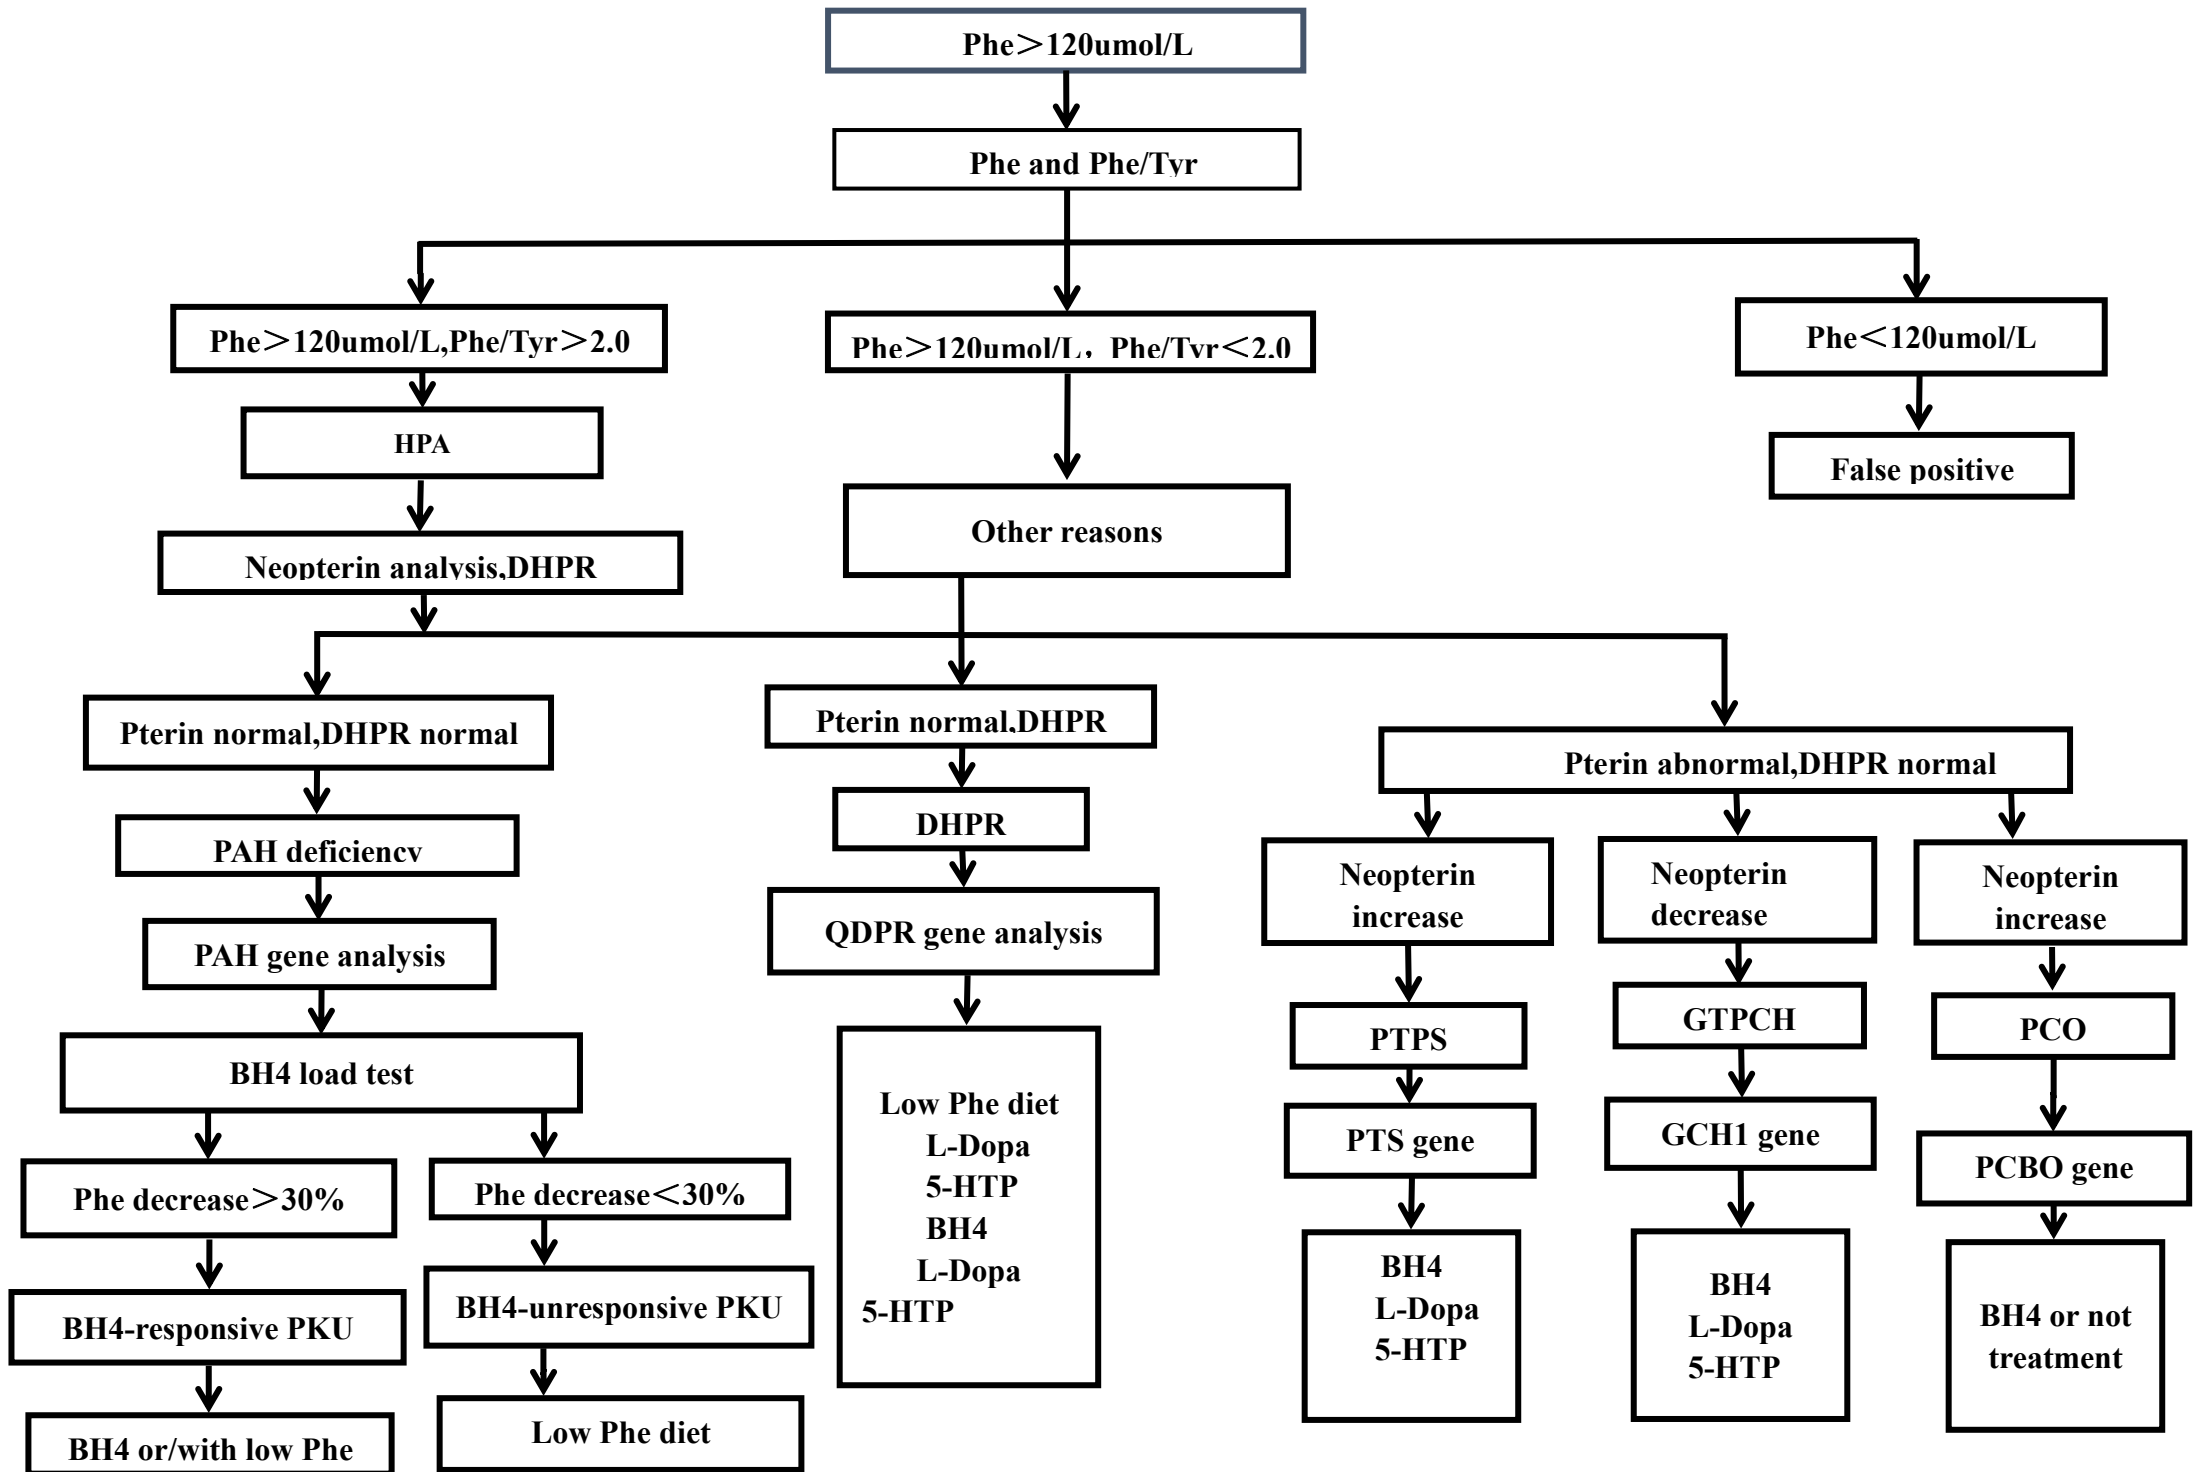 Phe＞120umol/L
Phe and Phe/Tyr
Phe＞120umol/L,Phe/Tyr＞2.0
Phe＞120umol/L，Phe/Tyr＜2.0
Phe＜120umol/L
HPA
False positive
Other reasons
Neopterin analysis,DHPR
Pterin normal,DHPR normal
Pterin normal,DHPR
Pterin abnormal,DHPR normal
PAH deficiency
DHPR
Neopterin
increase
Neopterin
decrease
Neopterin
increase
PAH gene analysis
QDPR gene analysis
PTPS
GTPCH
PCO
BH4 load test
Low Phe diet
L-Dopa
5-HTP
BH4
L-Dopa
5-HTP
PTS gene
GCH1 gene
PCBO gene
Phe decrease＞30%
Phe decrease＜30%
BH4
L-Dopa
5-HTP
BH4
L-Dopa
5-HTP
BH4 or not
treatment
BH4-responsive PKU
BH4-unresponsive PKU
BH4 or/with low Phe
Low Phe diet